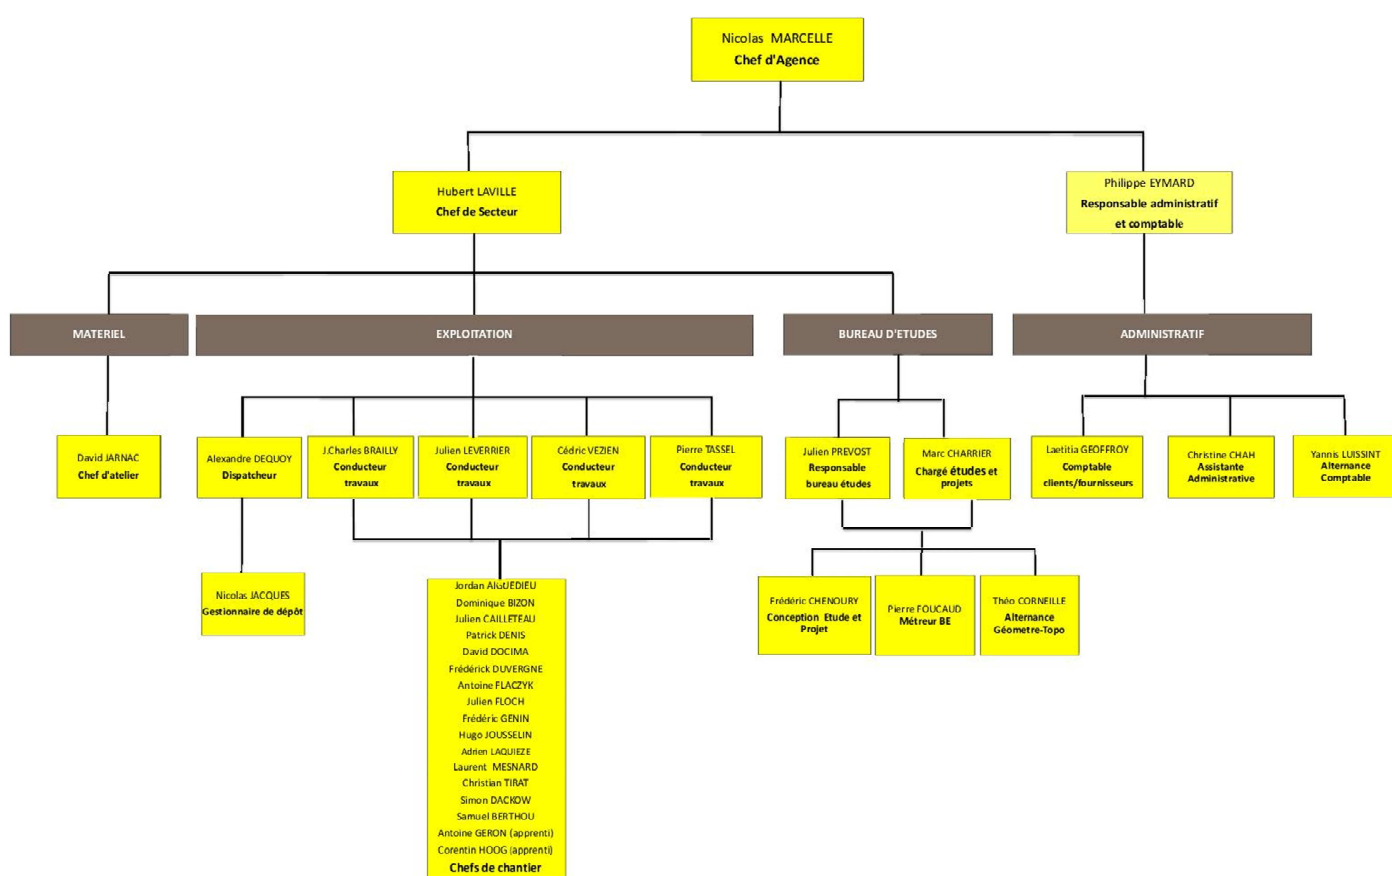 Nicolas MARCELLE
Chef d'Agence
Hubert LAVILLE
Chef de Secteur
Philippe EYMARD
Responsable administratif
et comptable
MATERIEL
EXPLOITATION
BUREAU D'ETUDES
ADMINISTRATIF
David JARNAC
Chef d'atelier
Alexandre DEQUOY
Dispatcheur
J.Charles BRAILLY
Conducteur
travaux
Julien LEVERRIER
Conducteur
travaux
Cédric VEZIEN
Conducteur
travaux
Pierre TASSEL
Conducteur
travaux
Julien PREVOST
Responsable
bureau études
Marc CHARRIER
Chargé études et
projets
Laetitia GEOFFROY
Comptable
clients/fournisseurs
Christine CHAH
Assistante
Administrative
Yannis LUISSINT
Alternance
Comptable
Nicolas JACQUES
Gestionnaire de dépôt
Jordan AIGUEDIEU
Dominique BIZON
Julien CAILLETEAU
Patrick DENIS
David DOCIMA
Frédérick DUVERGNE
Antoine FLACZYK
Julien FLOCH
Frédéric GENIN
Hugo JOUSSELIN
Adrien LAQUIEZE
Laurent MESNARD
Christian TIRAT
Simon DACKOW
Samuel BERTHOU
Antoine GERON (apprenti)
Corentin HOOG (apprenti)
Chefs de chantier
Frédéric CHENOURY
Conception Etude et
Projet
Pierre FOUCAUD
Métreur BE
Théo CORNEILLE
Alternance
Géometre-Topo